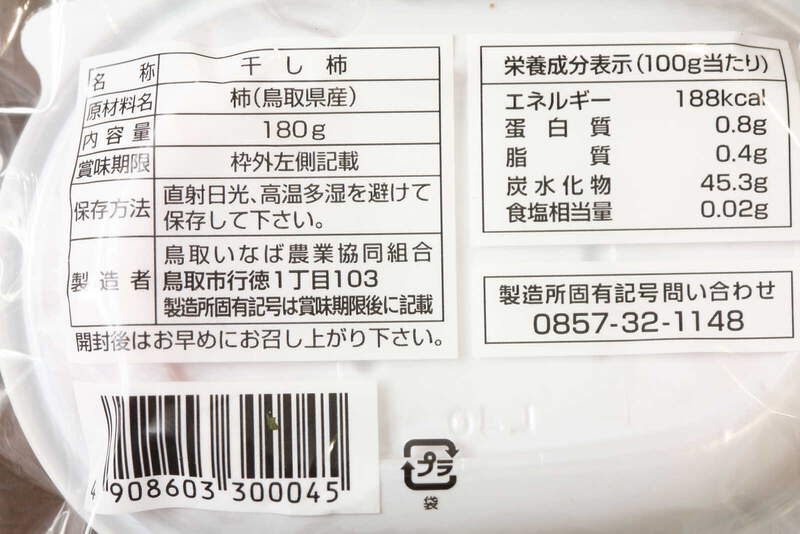 名称 干し柿
原材料名 柿(鳥取県産)
内容量 180g
賞味期限 枠外左側記載
保存方法 直射日光、高温多湿を避けて
保存して下さい。
製造者 鳥取いなば農業協同組合
鳥取市行徳1丁目103
製造所固有記号は賞味期限後に記載
開封後はお早めにお召し上がり下さい。
栄養成分表示(100g当たり)
エネルギー 188kcal
蛋白質 0.8g
脂質 0.4g
炭水化物 45.3g
食塩相当量 0.02g
製造所固有記号問い合わせ
0857-32-1148
4 908603 300045
プラ
袋